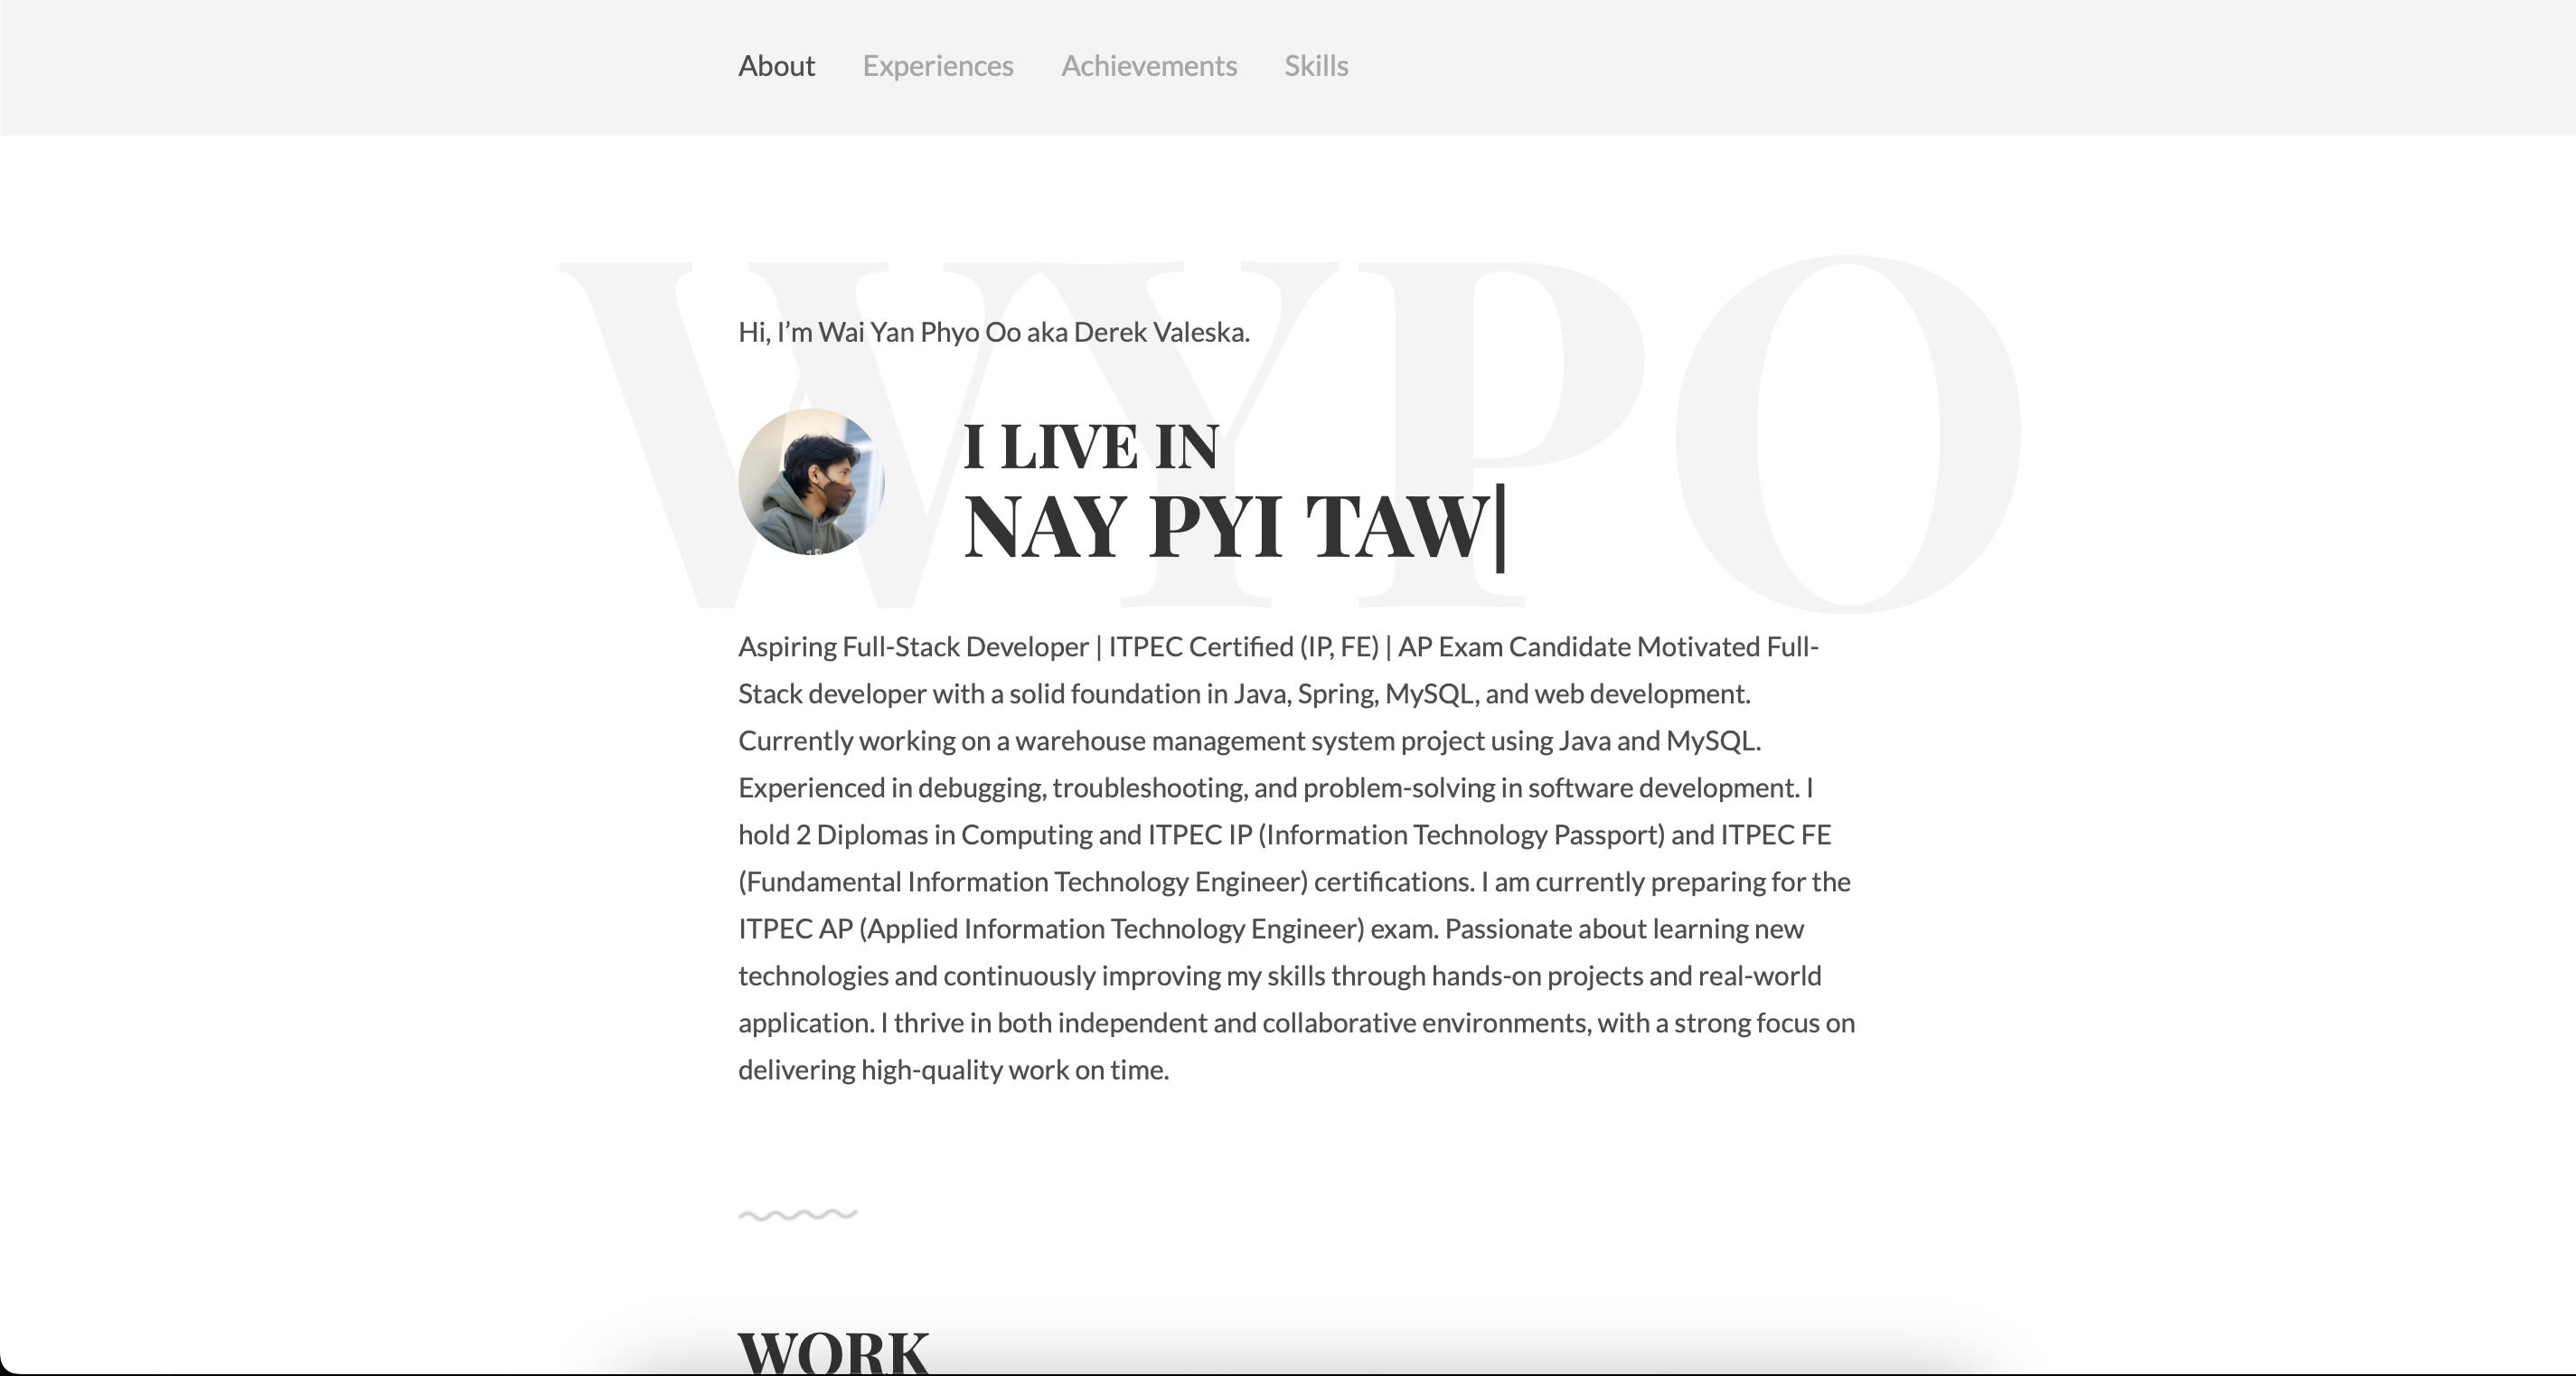 About Experiences Achievements Skills
WYPO
Hi, I’m Wai Yan Phyo Oo aka Derek Valeska.
I LIVE IN
NAY PYI TAW|
Aspiring Full-Stack Developer | ITPEC Certified (IP, FE) | AP Exam Candidate Motivated Full-
Stack developer with a solid foundation in Java, Spring, MySQL, and web development.
Currently working on a warehouse management system project using Java and MySQL.
Experienced in debugging, troubleshooting, and problem-solving in software development. I
hold 2 Diplomas in Computing and ITPEC IP (Information Technology Passport) and ITPEC FE
(Fundamental Information Technology Engineer) certifications. I am currently preparing for the
ITPEC AP (Applied Information Technology Engineer) exam. Passionate about learning new
technologies and continuously improving my skills through hands-on projects and real-world
application. I thrive in both independent and collaborative environments, with a strong focus on
delivering high-quality work on time.
WORK